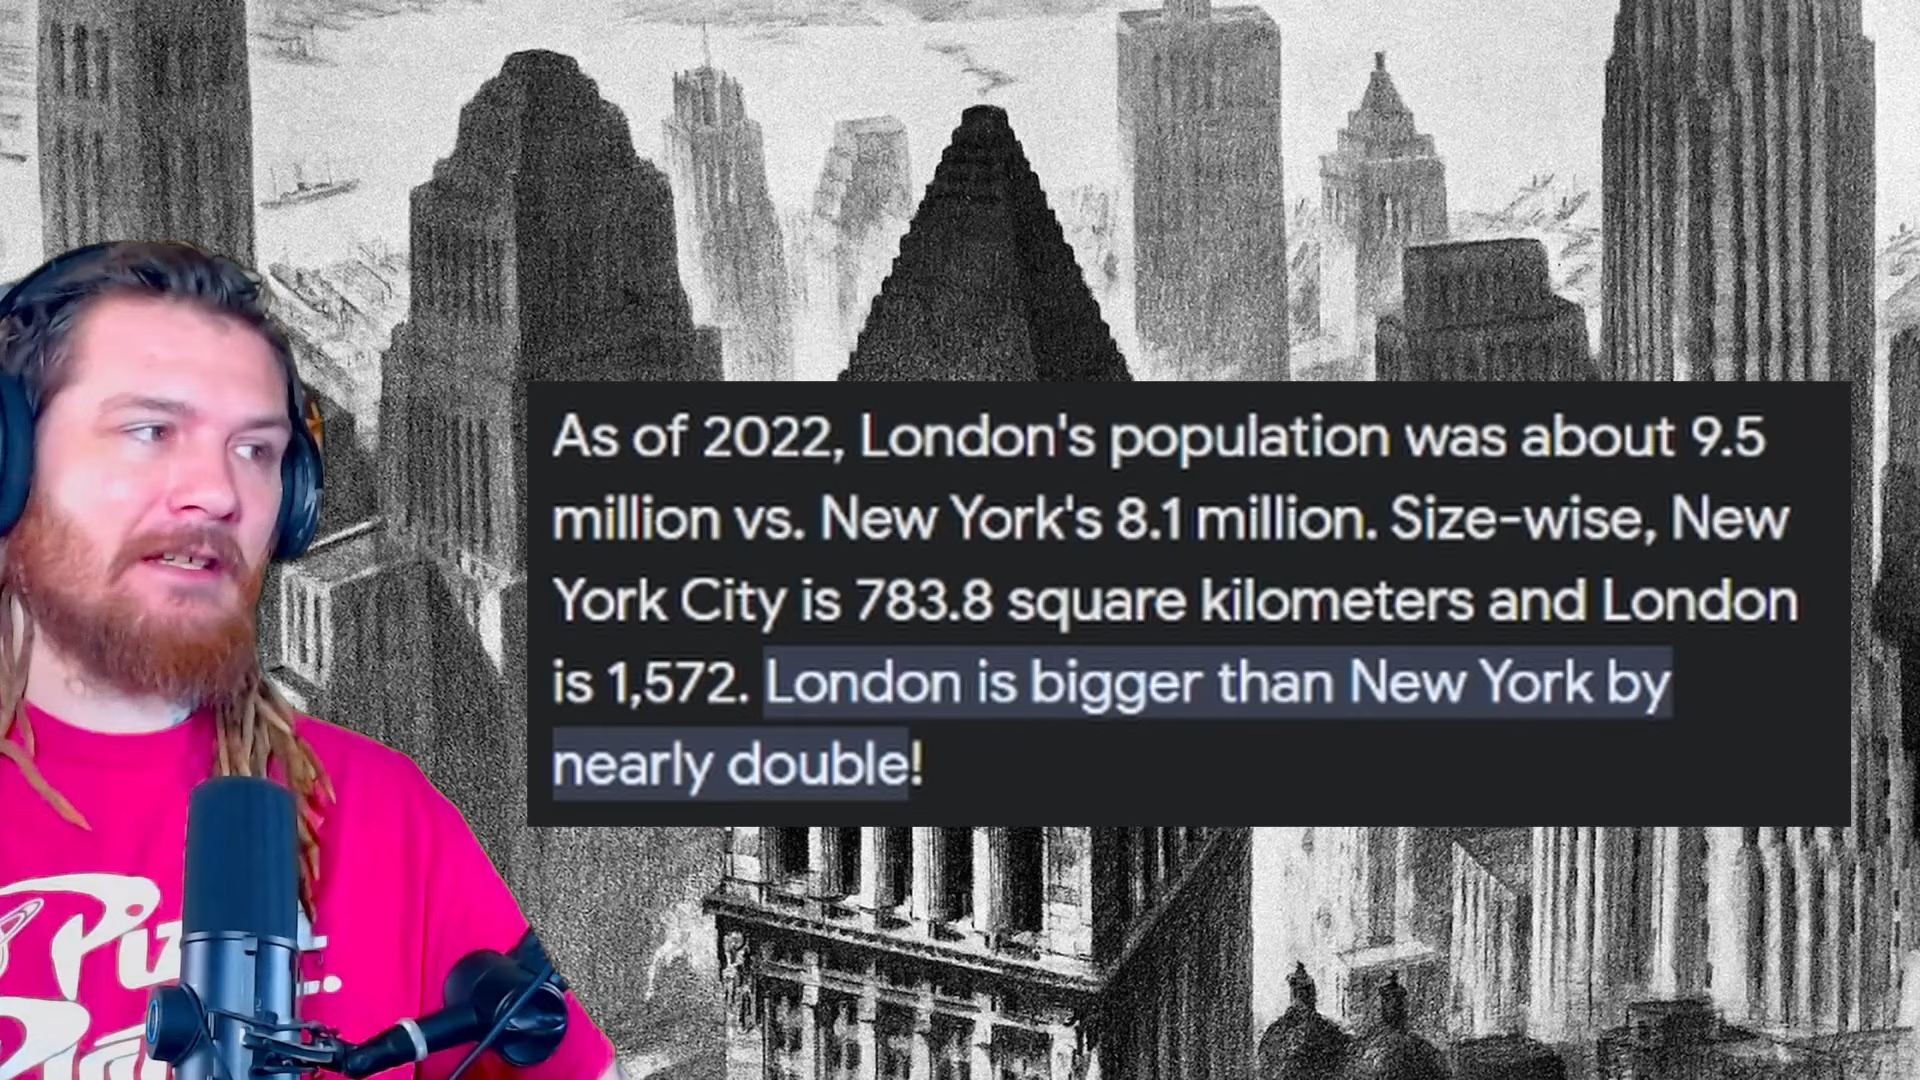 As of 2022, London's population was about 9.5
million vs. New York's 8.1 million. Size-wise, New
York City is 783.8 square kilometers and London
is 1,572. London is bigger than New York by
nearly double!